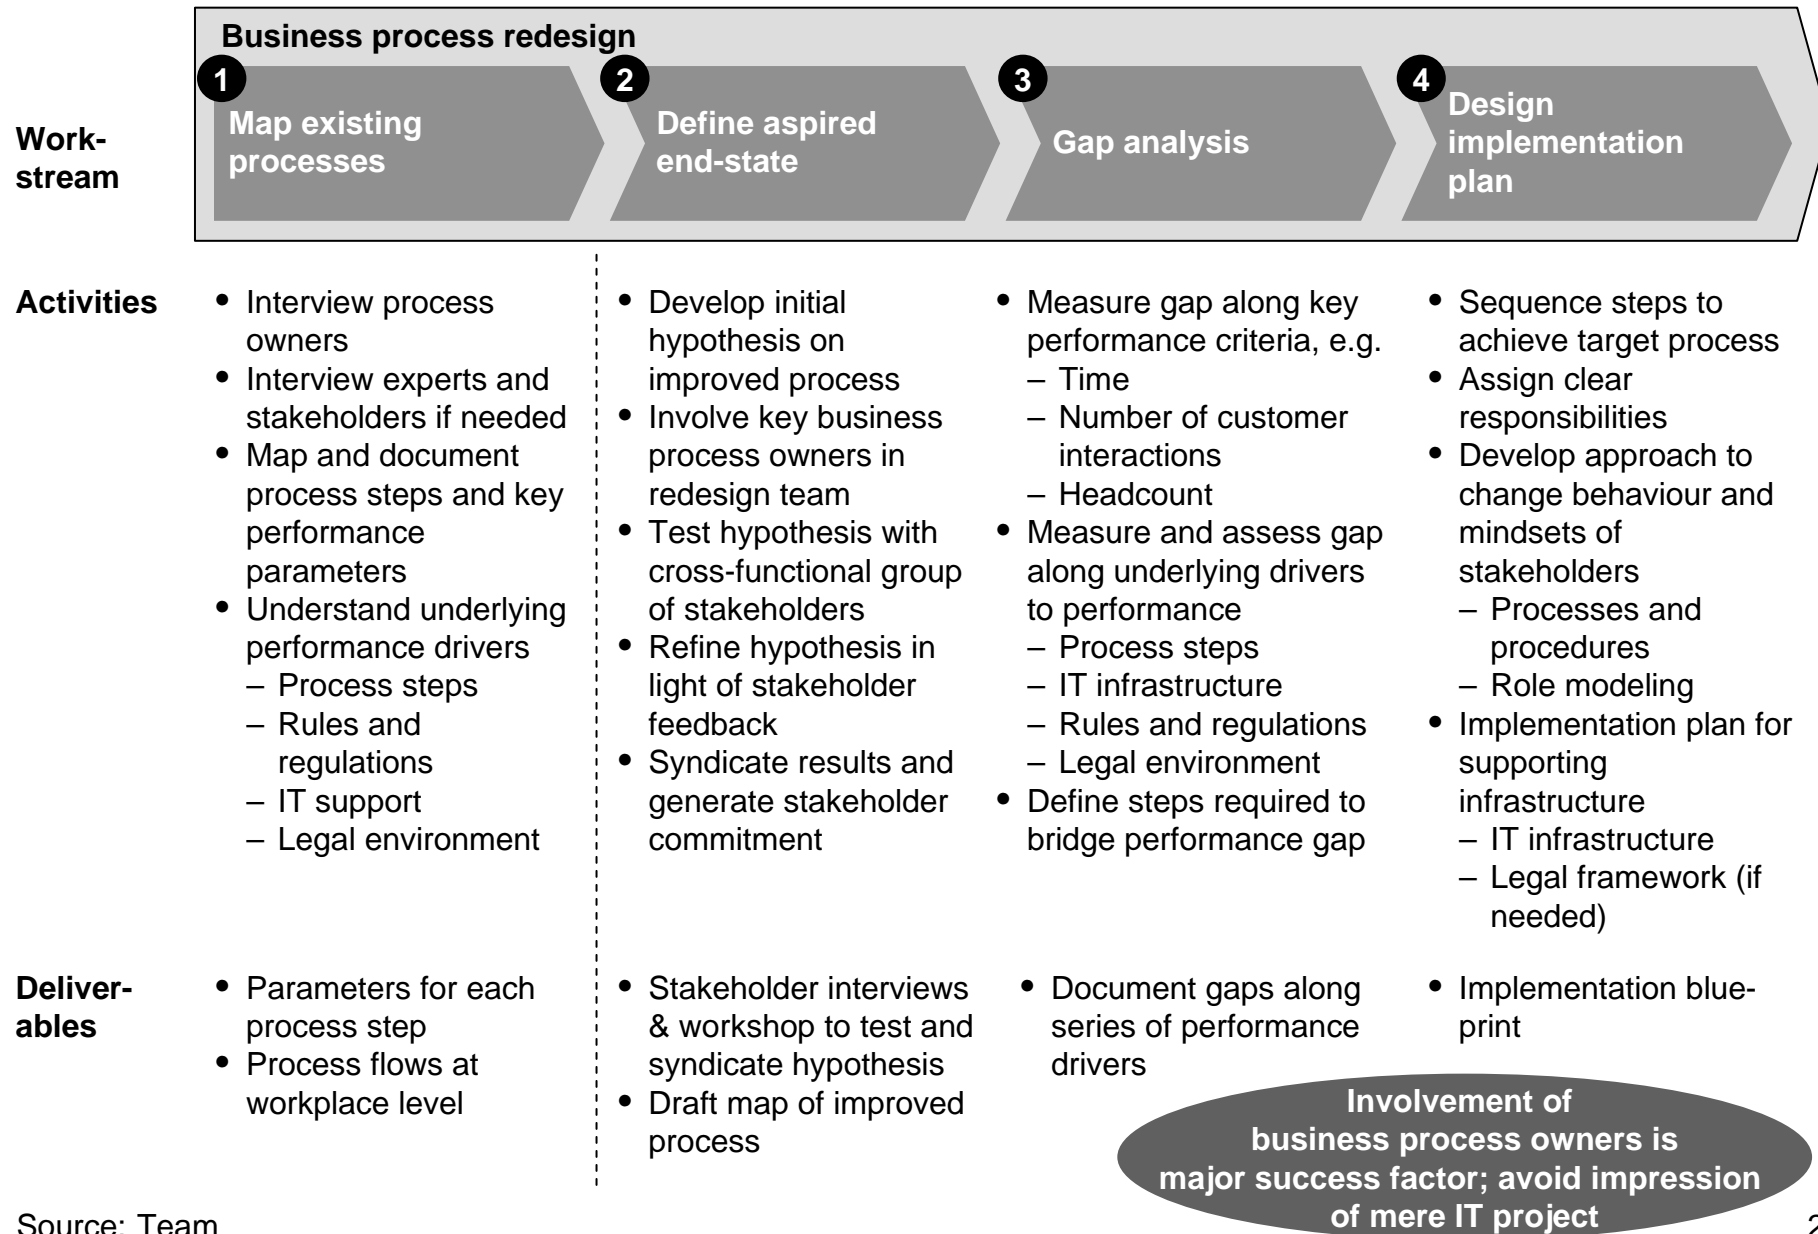 Business process redesign
1
2
3
4
Work-
stream
Map existing
processes
Define aspired
end-state
Gap analysis
Design
implementation
plan
Activities
• Interview process
owners
• Interview experts and
stakeholders if needed
• Map and document
process steps and key
performance
parameters
• Understand underlying
performance drivers
– Process steps
– Rules and
regulations
– IT support
– Legal environment
• Develop initial
hypothesis on
improved process
• Involve key business
process owners in
redesign team
• Test hypothesis with
cross-functional group
of stakeholders
• Refine hypothesis in
light of stakeholder
feedback
• Syndicate results and
generate stakeholder
commitment
• Measure gap along key
performance criteria, e.g.
– Time
– Number of customer
interactions
– Headcount
• Measure and assess gap
along underlying drivers
to performance
– Process steps
– IT infrastructure
– Rules and regulations
– Legal environment
• Define steps required to
bridge performance gap
• Sequence steps to
achieve target process
• Assign clear
responsibilities
• Develop approach to
change behaviour and
mindsets of
stakeholders
– Processes and
procedures
– Role modeling
• Implementation plan for
supporting
infrastructure
– IT infrastructure
– Legal framework (if
needed)
Deliver-
ables
• Parameters for each
process step
• Process flows at
workplace level
• Stakeholder interviews
& workshop to test and
syndicate hypothesis
• Draft map of improved
process
• Document gaps along
series of performance
drivers
• Implementation blue-
print
Involvement of
business process owners is
major success factor; avoid impression
of mere IT project
Source: Team